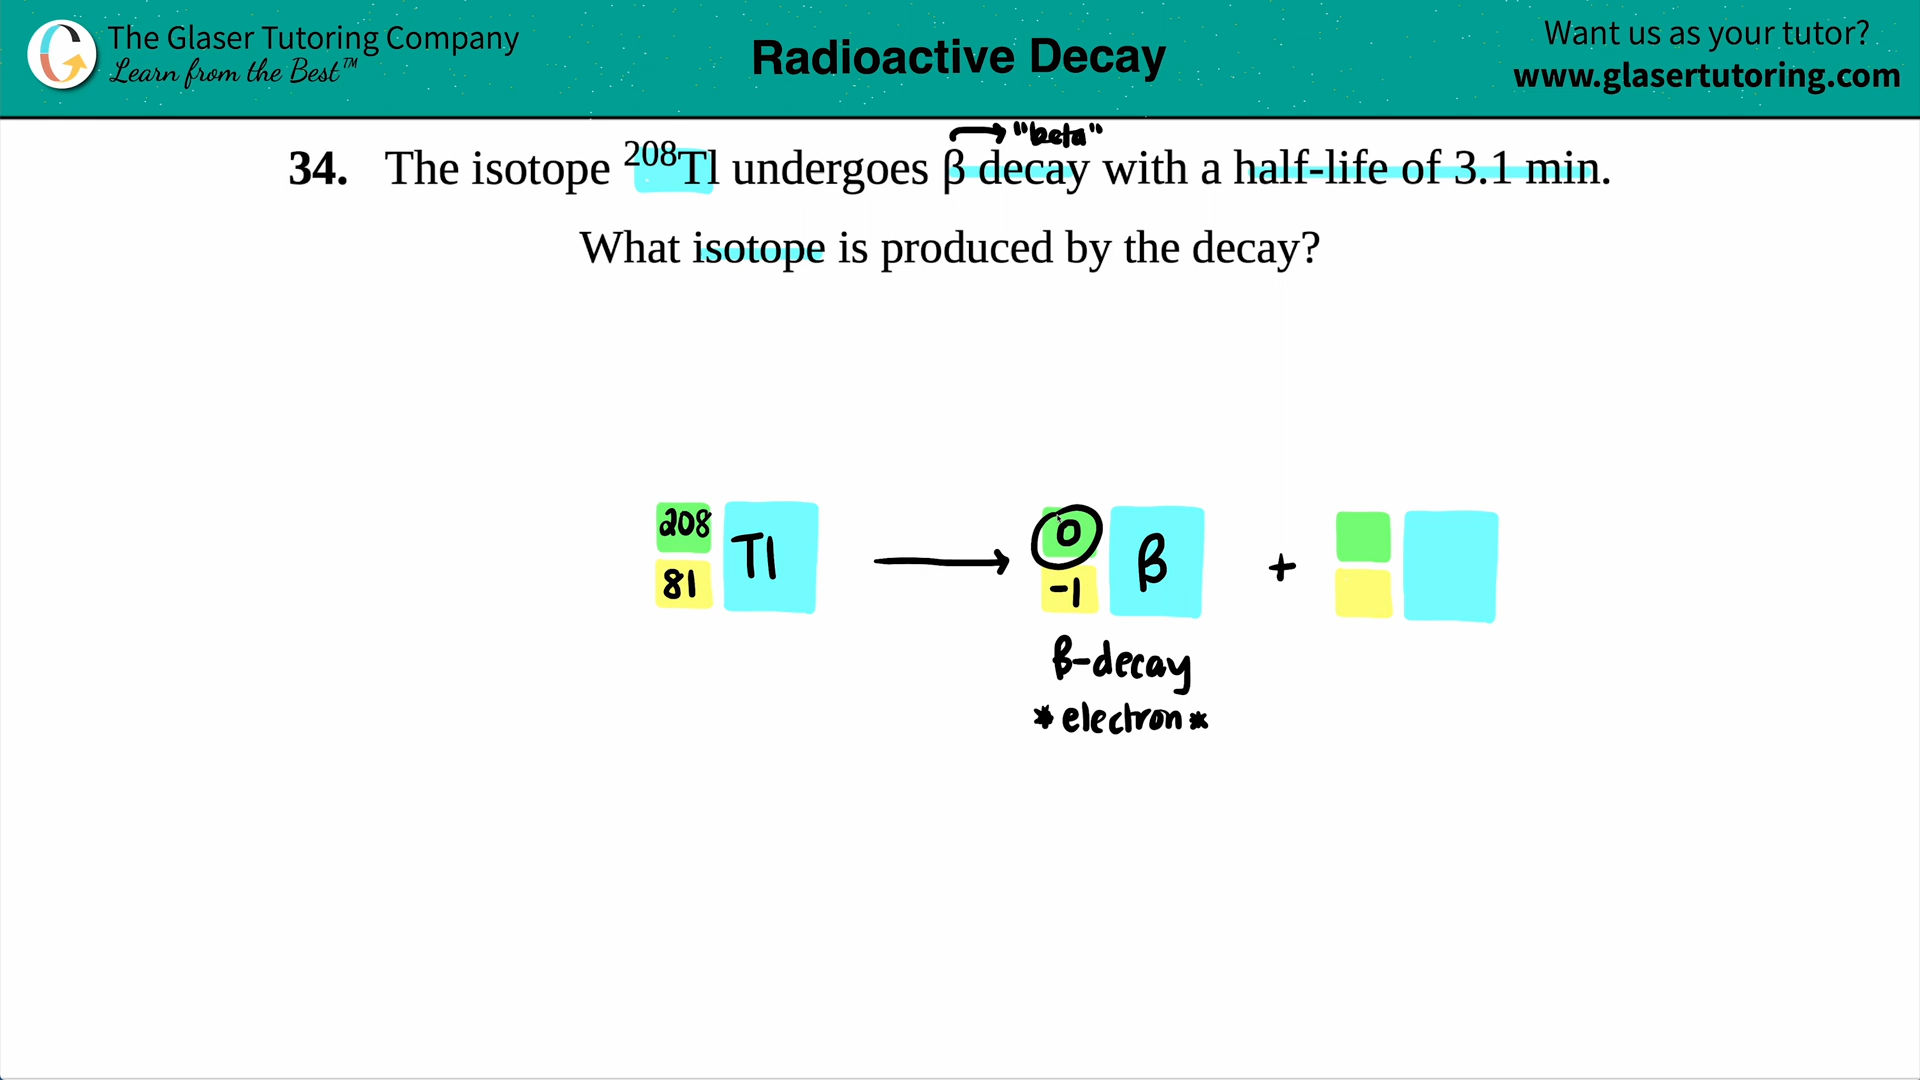 The Glaser Tutoring Company
Learn from the Best™
Radioactive Decay
Want us as your tutor?
www.glasertutoring.com
"beta"
34. The isotope ²⁰⁸Tl undergoes β decay with a half-life of 3.1 min.
What isotope is produced by the decay?
208
81
Tl
0
-1
β
+
β-decay
*electron*